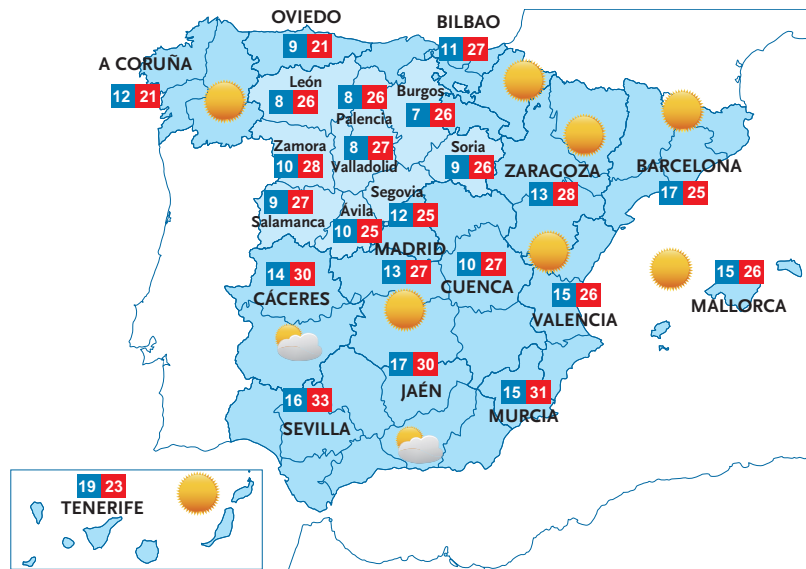 OVIEDO
9 21
BILBAO
11 27
A CORUÑA
12 21
León
8 26
8 26
Palencia
Burgos
7 26
Zamora
10 28
8 27
Valladolid
Soria
9 26
ZARAGOZA
13 28
BARCELONA
17 25
9 27
Salamanca
Ávila
10 25
Segovia
12 25
MADRID
13 27
14 30
CÁCERES
10 27
CUENCA
15 26
VALENCIA
15 26
MALLORCA
17 30
JAÉN
16 33
SEVILLA
15 31
MURCIA
19 23
TENERIFE